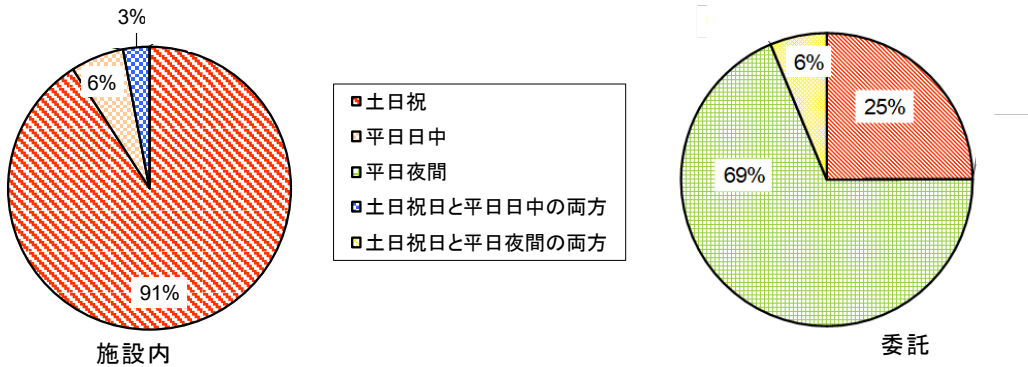 3%
6%
91%
施設内
土日祝
平日日中
平日夜間
土日祝日と平日日中の両方
土日祝日と平日夜間の両方
6%
25%
69%
委託